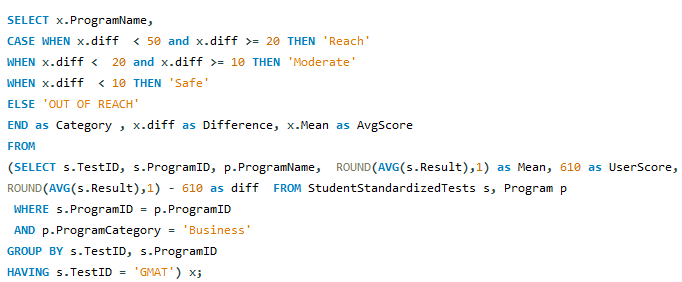 SELECT x.ProgramName,
CASE WHEN x.diff < 50 and x.diff >= 20 THEN 'Reach'
WHEN x.diff < 20 and x.diff >= 10 THEN 'Moderate'
WHEN x.diff < 10 THEN 'Safe'
ELSE 'OUT OF REACH'
END as Category , x.diff as Difference, x.Mean as AvgScore
FROM
(SELECT s.TestID, s.ProgramID, p.ProgramName, ROUND(AVG(s.Result),1) as Mean, 610 as UserScore,
ROUND(AVG(s.Result),1) - 610 as diff FROM StudentStandardizedTests s, Program p
WHERE s.ProgramID = p.ProgramID
AND p.ProgramCategory = 'Business'
GROUP BY s.TestID, s.ProgramID
HAVING s.TestID = 'GMAT') x;